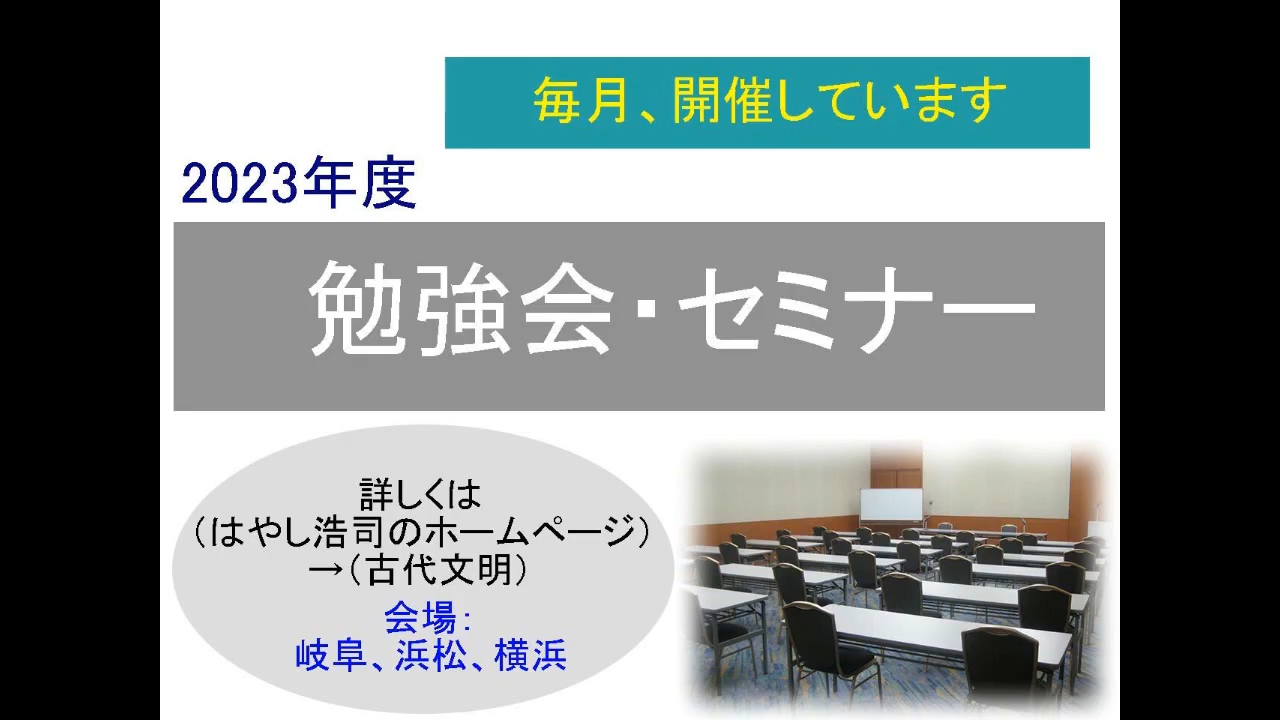 毎月、開催しています
2023年度
勉強会・セミナー
詳しくは
（はやし浩司のホームページ）
→（古代文明）
会場：
岐阜、浜松、横浜